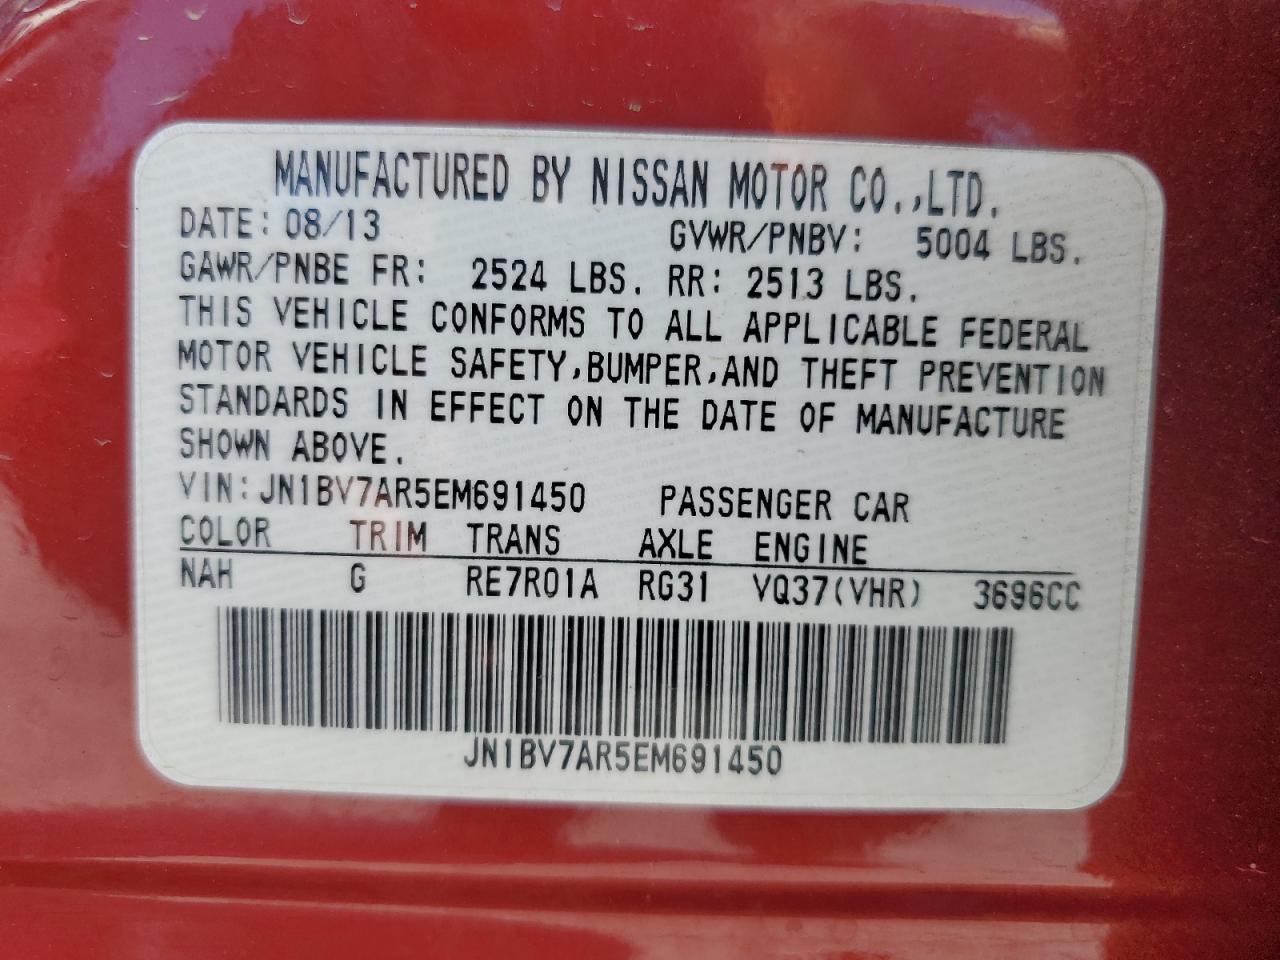 MANUFACTURED BY NISSAN MOTOR CO.,LTD.
DATE: 08/13 GVWR/PNBV: 5004 LBS.
GAWR/PNBE FR: 2524 LBS. RR: 2513 LBS.
THIS VEHICLE CONFORMS TO ALL APPLICABLE FEDERAL
MOTOR VEHICLE SAFETY,BUMPER,AND THEFT PREVENTION
STANDARDS IN EFFECT ON THE DATE OF MANUFACTURE
SHOWN ABOVE.
VIN: JN1BV7AR5EM691450 PASSENGER CAR
COLOR TRIM TRANS AXLE ENGINE
NAH G RE7R01A RG31 VQ37(VHR) 3696CC
JN1BV7AR5EM691450